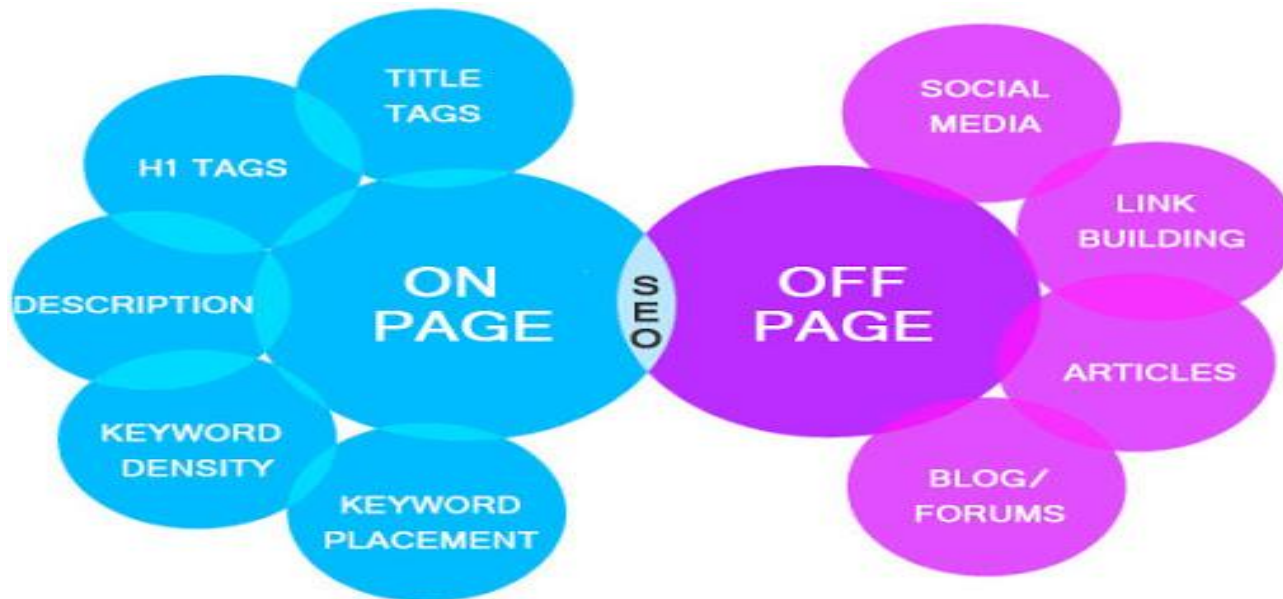 TITLE
TAGS
H1 TAGS
DESCRIPTION
KEYWORD
DENSITY
KEYWORD
PLACEMENT
ON
PAGE
SEO
OFF
PAGE
SOCIAL
MEDIA
LINK
BUILDING
ARTICLES
BLOG/
FORUMS